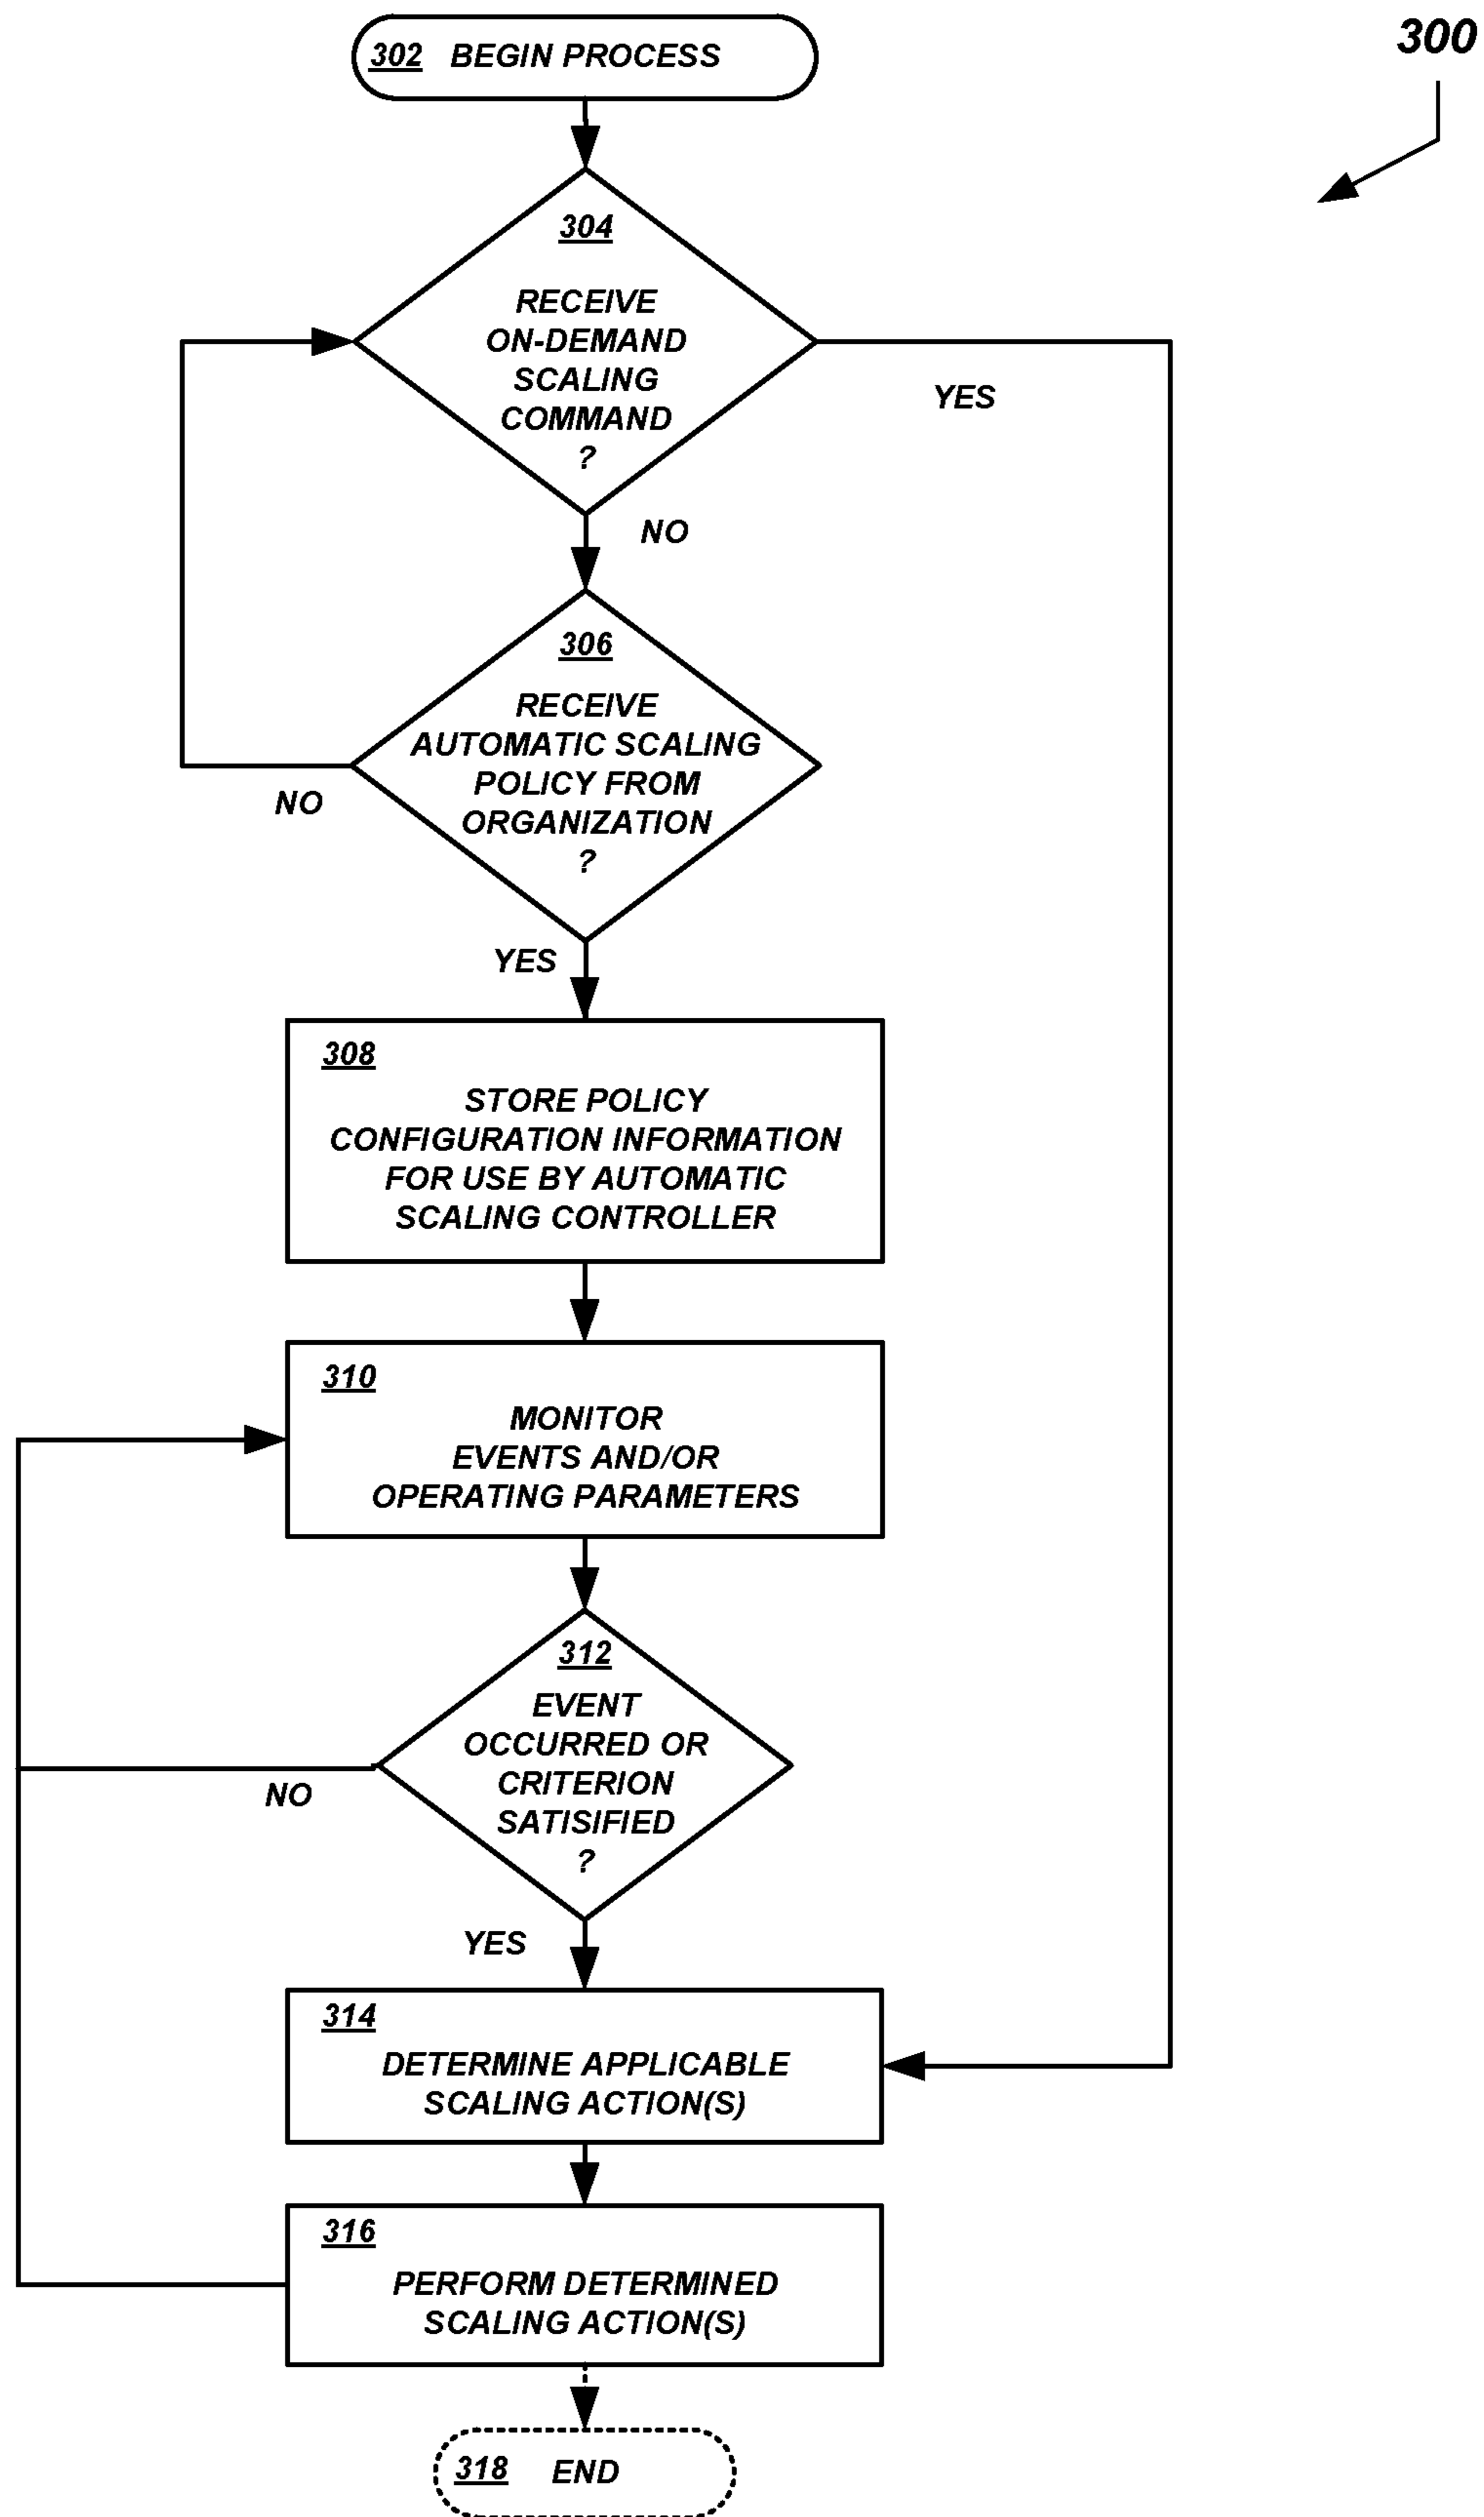 300
302 BEGIN PROCESS
304
RECEIVE
ON-DEMAND
SCALING
COMMAND
?
YES
NO
306
RECEIVE
AUTOMATIC SCALING
POLICY FROM
ORGANIZATION
?
NO
YES
308
STORE POLICY
CONFIGURATION INFORMATION
FOR USE BY AUTOMATIC
SCALING CONTROLLER
310
MONITOR
EVENTS AND/OR
OPERATING PARAMETERS
312
EVENT
OCCURRED OR
CRITERION
SATISIFIED
?
NO
YES
314
DETERMINE APPLICABLE
SCALING ACTION(S)
316
PERFORM DETERMINED
SCALING ACTION(S)
318 END